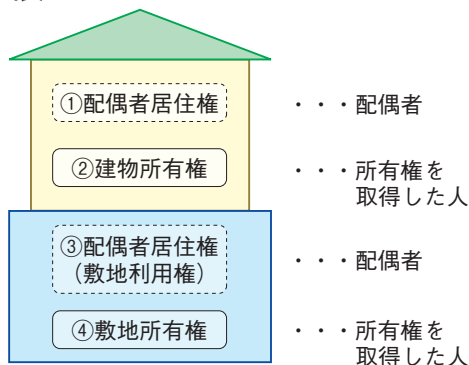 ①配偶者居住権 ・・・配偶者
②建物所有権 ・・・所有権を
取得した人
③配偶者居住権
(敷地利用権) ・・・配偶者
④敷地所有権 ・・・所有権を
取得した人